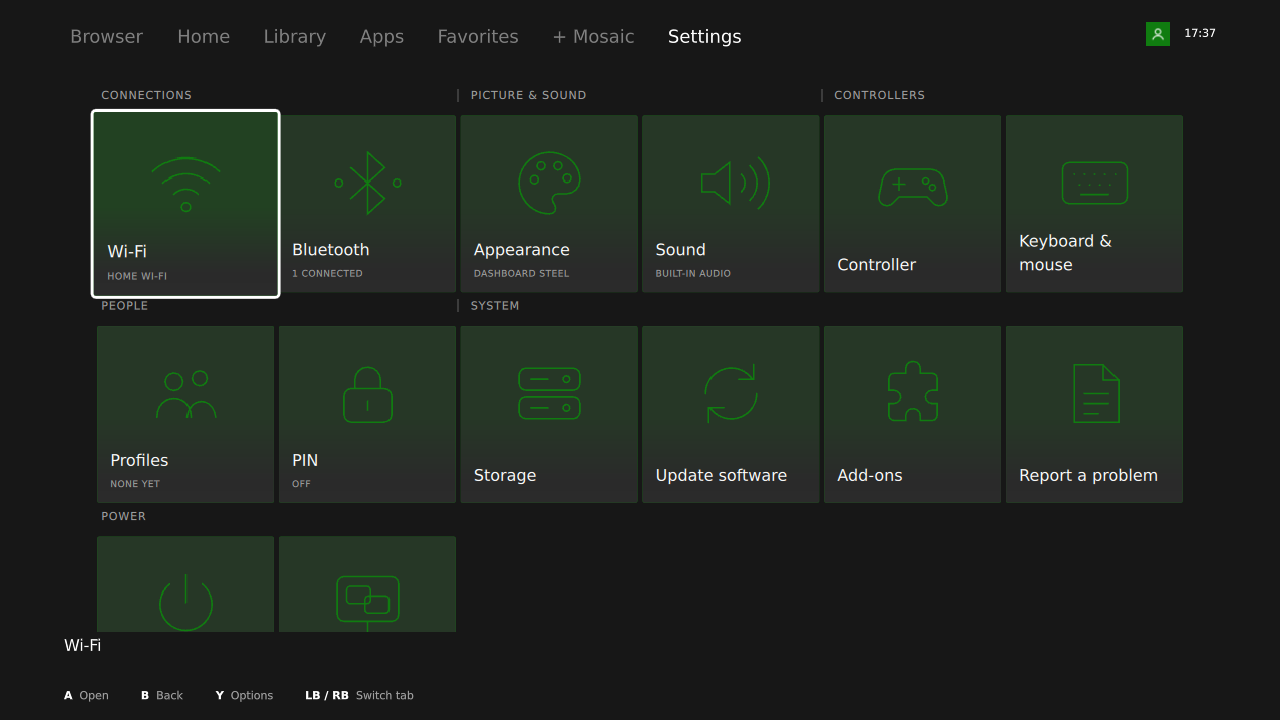 Browser Home Library Apps Favorites + Mosaic Settings 17:37
CONNECTIONS PICTURE & SOUND CONTROLLERS
Wi-Fi
HOME WI-FI
Bluetooth
1 CONNECTED
Appearance
DASHBOARD STEEL
Sound
BUILT-IN AUDIO
Controller
Keyboard &
mouse
PEOPLE SYSTEM
Profiles
NONE YET
PIN
OFF
Storage
Update software
Add-ons
Report a problem
POWER
Wi-Fi
A Open B Back Y Options LB / RB Switch tab